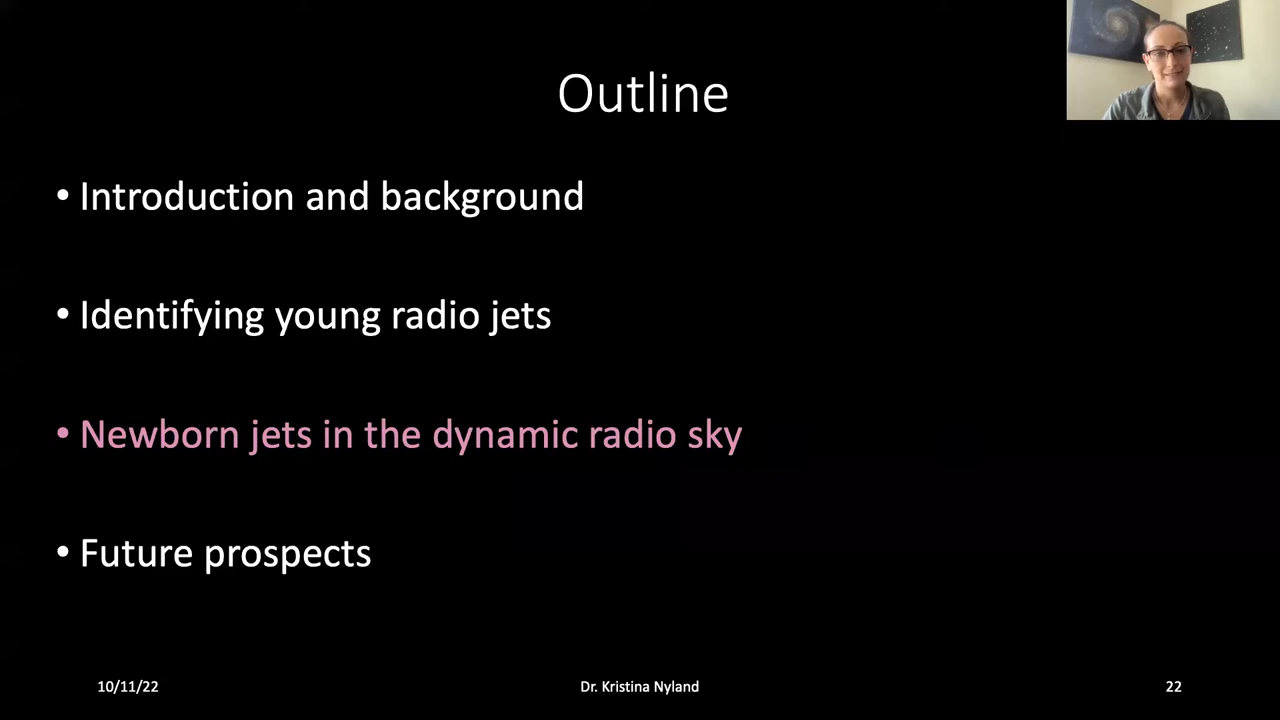 Outline
• Introduction and background
• Identifying young radio jets
• Newborn jets in the dynamic radio sky
• Future prospects
10/11/22
Dr. Kristina Nyland
22